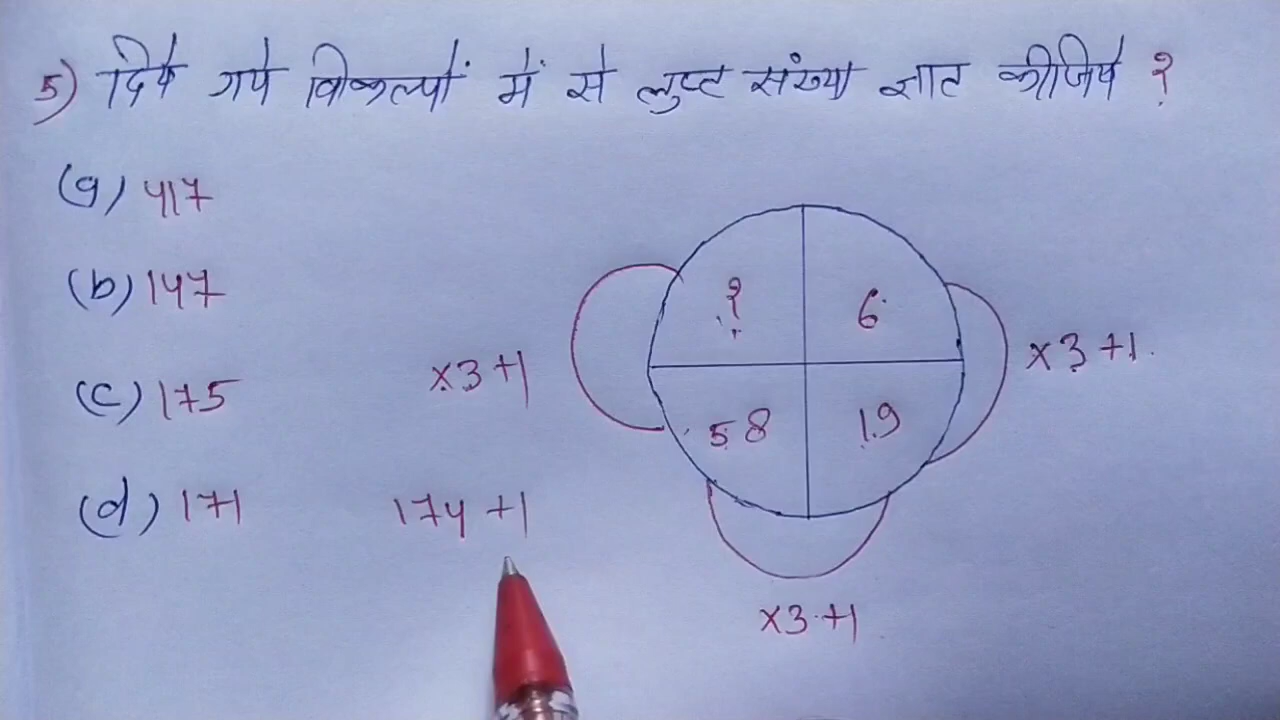 5) दिये गये विकल्पों में से लुप्त संख्या ज्ञात कीजिये ?
(a) 417
(b) 147
(c) 175
(d) 171
? 6
58 19
×3+1
×3+1
×3+1
174+1